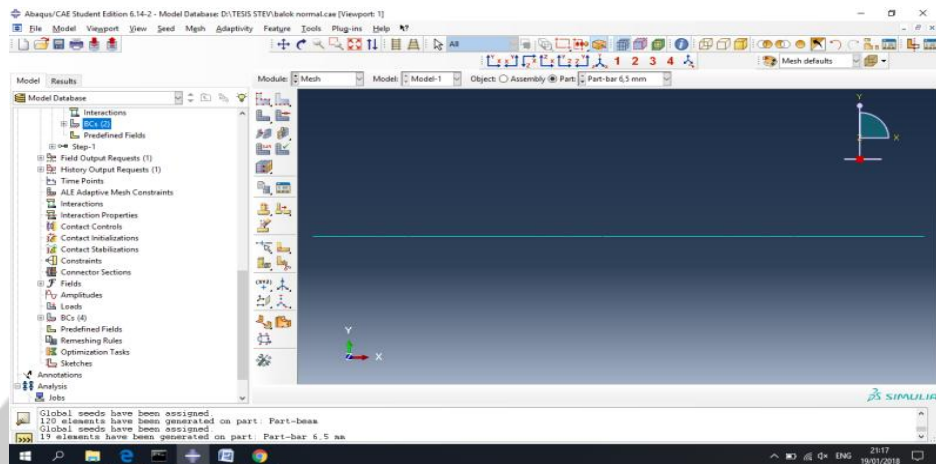 Abaqus/CAE Student Edition 6.14-2 - Model Database: D:\TESIS STEV\balok normal.cae [Viewport: 1]
File Model Viewport View Seed Mesh Adaptivity Feature Tools Plug-ins Help
All
1 2 3 4
Mesh defaults
Model Results
Module: Mesh Model: Model-1 Object: Assembly Part: Part-bar 6,5 mm
Model Database
Interactions
BCs (2)
Predefined Fields
Step-1
Field Output Requests (1)
History Output Requests (1)
Time Points
ALE Adaptive Mesh Constraints
Interactions
Interaction Properties
Contact Controls
Contact Initializations
Contact Stabilizations
Constraints
Connector Sections
Fields
Amplitudes
Loads
BCs (4)
Predefined Fields
Remeshing Rules
Optimization Tasks
Sketches
Annotations
Analysis
Jobs
Y
X
Z
Y
X
SIMULIA
Global seeds have been assigned.
120 elements have been generated on part: Part-beam
Global seeds have been assigned.
19 elements have been generated on part: Part-bar 6,5 mm
ENG
21:17
19/01/2018